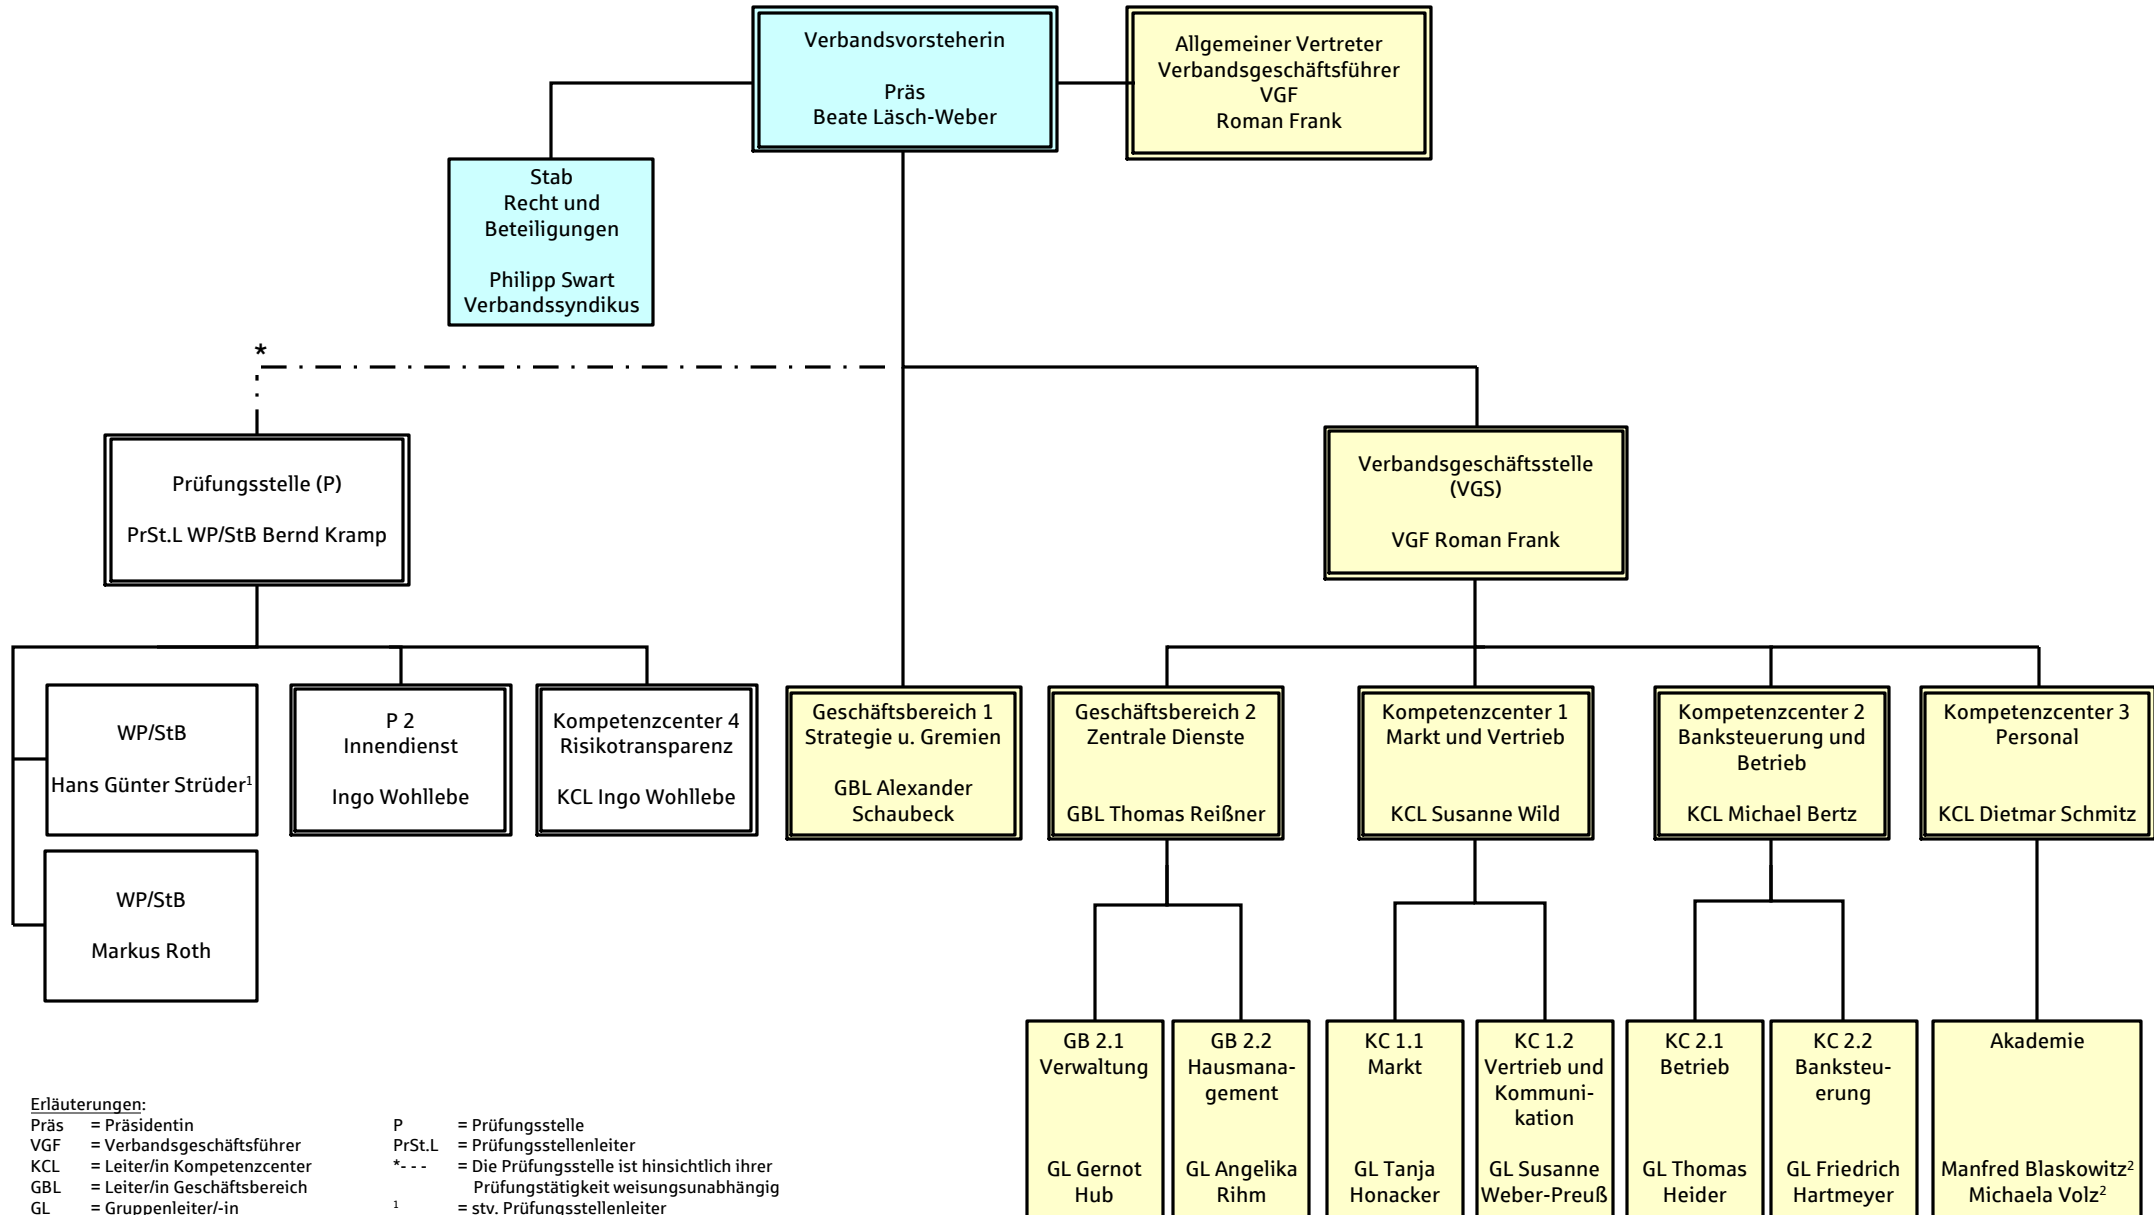 Verbandsvorsteherin
Präs
Beate Läsch-Weber
Allgemeiner Vertreter
Verbandsgeschäftsführer
VGF
Roman Frank
Stab
Recht und
Beteiligungen
Philipp Swart
Verbandssyndikus
*
Prüfungsstelle (P)
PrSt.L WP/StB Bernd Kramp
Verbandsgeschäftsstelle
(VGS)
VGF Roman Frank
WP/StB
Hans Günter Strüder¹
P 2
Innendienst
Ingo Wohllebe
Kompetenzcenter 4
Risikotransparenz
KCL Ingo Wohllebe
Geschäftsbereich 1
Strategie u. Gremien
GBL Alexander
Schaubeck
Geschäftsbereich 2
Zentrale Dienste
GBL Thomas Reißner
Kompetenzcenter 1
Markt und Vertrieb
KCL Susanne Wild
Kompetenzcenter 2
Banksteuerung und
Betrieb
KCL Michael Bertz
Kompetenzcenter 3
Personal
KCL Dietmar Schmitz
WP/StB
Markus Roth
GB 2.1
Verwaltung
GL Gernot
Hub
GB 2.2
Hausmana-
gement
GL Angelika
Rihm
KC 1.1
Markt
GL Tanja
Honacker
KC 1.2
Vertrieb und
Kommuni-
kation
GL Susanne
Weber-Preuß
KC 2.1
Betrieb
GL Thomas
Heider
KC 2.2
Banksteu-
erung
GL Friedrich
Hartmeyer
Akademie
Manfred Blaskowitz²
Michaela Volz²
Erläuterungen:
Präs = Präsidentin
VGF = Verbandsgeschäftsführer
KCL = Leiter/in Kompetenzcenter
GBL = Leiter/in Geschäftsbereich
GL = Gruppenleiter/-in
P = Prüfungsstelle
PrSt.L = Prüfungsstellenleiter
*- - - = Die Prüfungsstelle ist hinsichtlich ihrer
Prüfungstätigkeit weisungsunabhängig
¹ = stv. Prüfungsstellenleiter